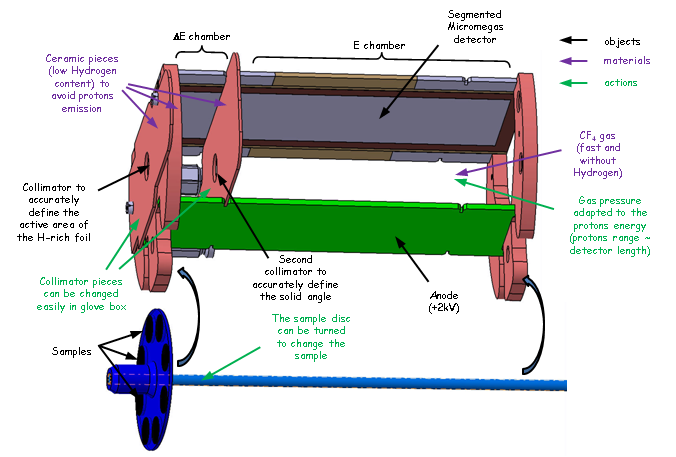 ΔE chamber
E chamber
Segmented
Micromegas
detector
objects
materials
actions
Ceramic pieces
(low Hydrogen
content) to
avoid protons
emission
CF₄ gas
(fast and
without
Hydrogen)
Collimator to
accurately
define the
active area of
the H-rich foil
Gas pressure
adapted to the
protons energy
(protons range ~
detector length)
Collimator pieces
can be changed
easily in glove box
Second
collimator to
accurately define
the solid angle
Anode
(+2kV)
The sample disc
can be turned
to change the
sample
Samples